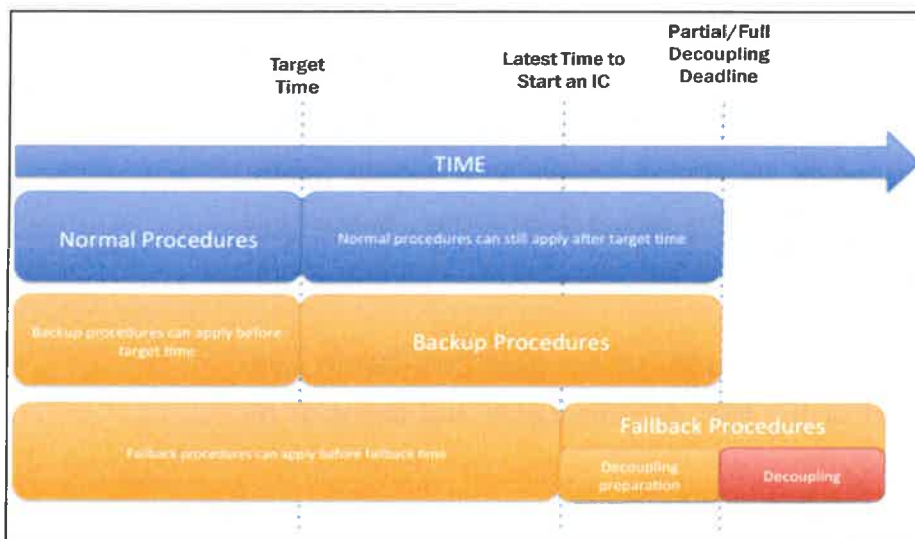 Target
Time
Latest Time to
Start an IC
Partial/Full
Decoupling
Deadline
TIME
Normal Procedures
Normal procedures can still apply after target time
Backup procedures can apply before
target time
Backup Procedures
Fallback procedures can apply before fallback time
Fallback Procedures
Decoupling
preparation
Decoupling